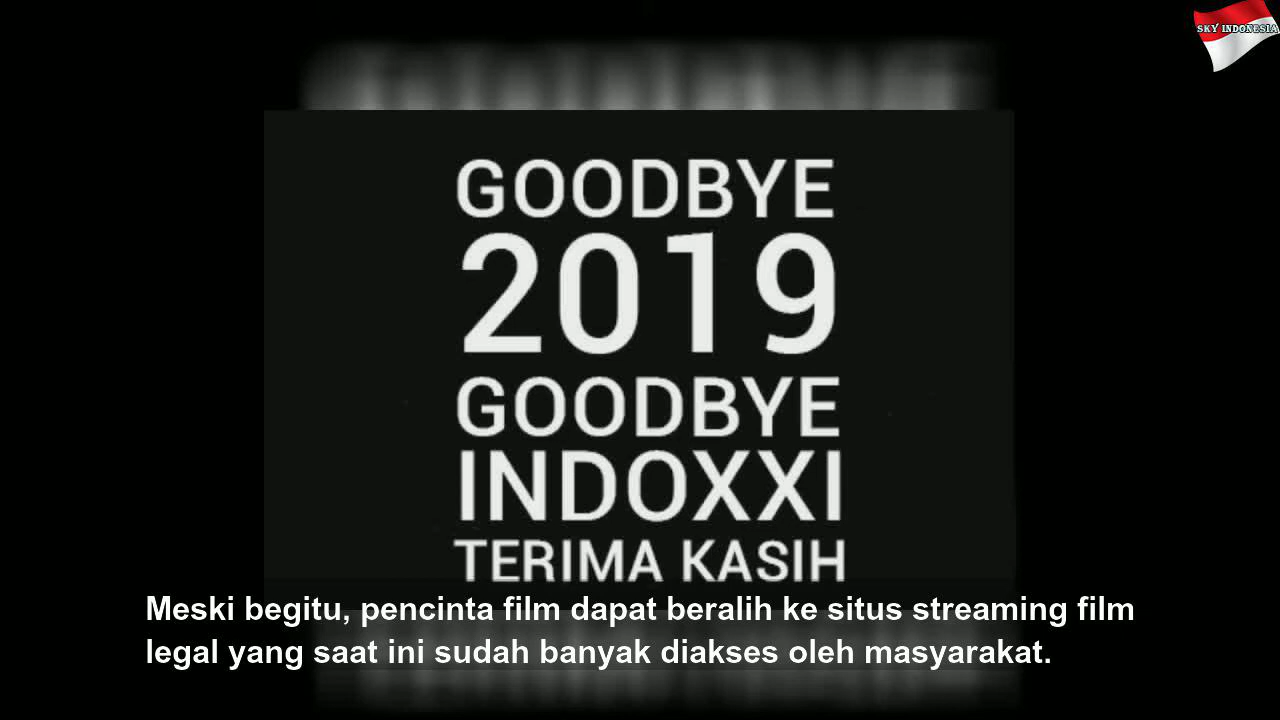 SKY INDONESIA
GOODBYE
2019
GOODBYE
INDOXXI
TERIMA KASIH
Meski begitu, pencinta film dapat beralih ke situs streaming film
legal yang saat ini sudah banyak diakses oleh masyarakat.